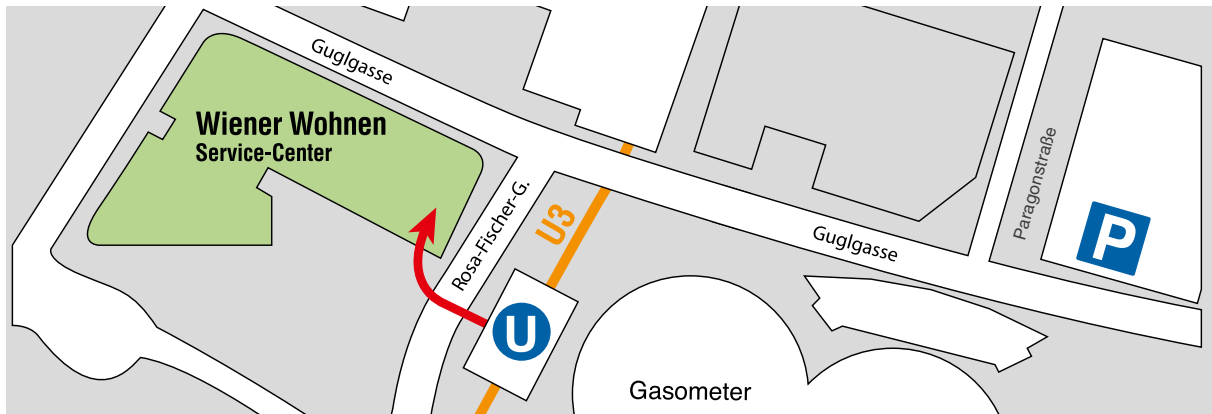 Guglgasse
Wiener Wohnen
Service-Center
Rosa-Fischer-G.
U3
Guglgasse
Paragonstraße
P
U
Gasometer